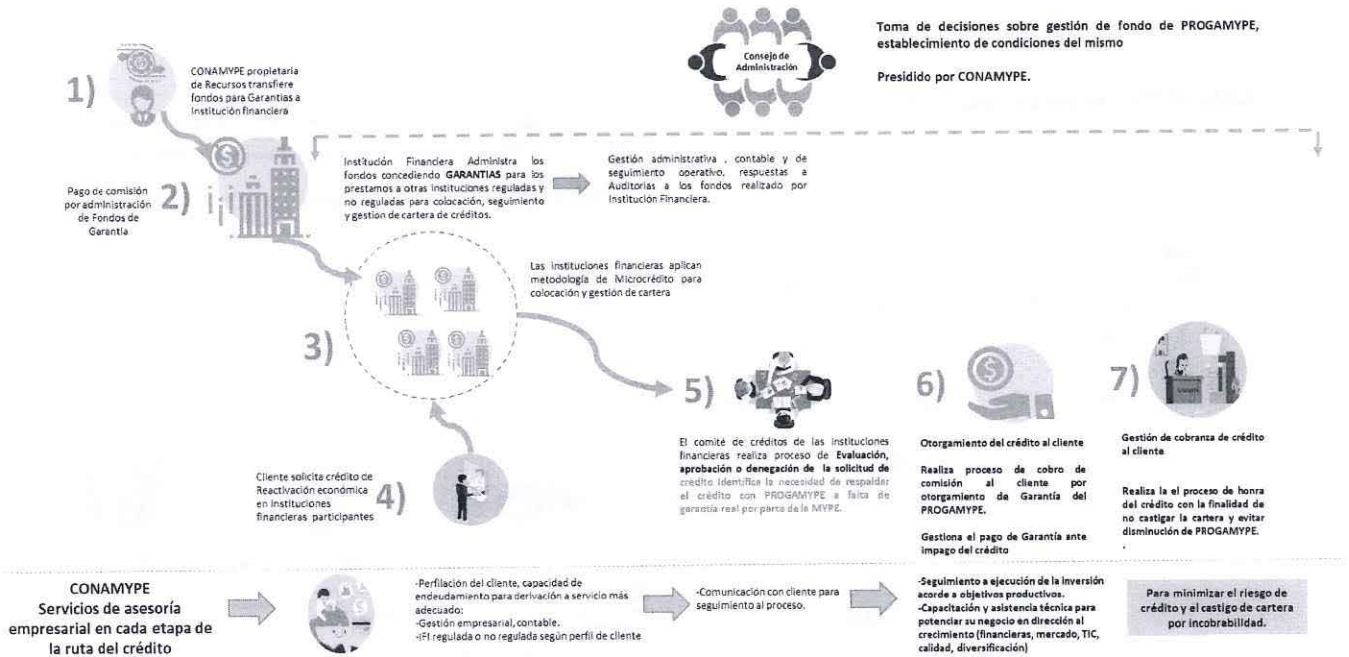 Consejo de
Administración
Toma de decisiones sobre gestión de fondo de PROGAMYPE,
establecimiento de condiciones del mismo
Presidido por CONAMYPE.
1)
CONAMYPE propietaria
de Recursos transfiere
fondos para Garantías a
Institución financiera
Pago de comisión
por administración
de Fondos de
Garantía
2)
Institución Financiera Administra los
fondos concediendo GARANTIAS para los
prestamos a otras instituciones reguladas y
no reguladas para colocación, seguimiento
y gestión de cartera de créditos.
Gestión administrativa , contable y de
seguimiento operativo, respuestas a
Auditorias a los fondos realizado por
Institución Financiera.
3)
Las instituciones financieras aplican
metodología de Microcrédito para
colocación y gestión de cartera
Cliente solicita crédito de
Reactivación económica
en instituciones
financieras participantes
4)
5)
El comité de créditos de las instituciones
financieras realiza proceso de Evaluación,
aprobación o denegación de la solicitud de
crédito identifica la necesidad de respaldar
el crédito con PROGAMYPE a falta de
garantía real por parte de la MYPE.
6)
Otorgamiento del crédito al cliente
Realiza proceso de cobro de
comisión al cliente por
otorgamiento de Garantía del
PROGAMYPE.
Gestiona el pago de Garantía ante
impago del crédito
7)
Gestión de cobranza de crédito
al cliente
Realiza la el proceso de honra
del crédito con la finalidad de
no castigar la cartera y evitar
disminución de PROGAMYPE.
.
CONAMYPE
Servicios de asesoría
empresarial en cada etapa de
la ruta del crédito
-Perfilación del cliente, capacidad de
endeudamiento para derivación a servicio más
adecuado:
-Gestión empresarial, contable.
-IFI regulada o no regulada según perfil de cliente
-Comunicación con cliente para
seguimiento al proceso.
-Seguimiento a ejecución de la inversión
acorde a objetivos productivos.
-Capacitación y asistencia técnica para
potenciar su negocio en dirección al
crecimiento (financieras, mercado, TIC,
calidad, diversificación)
Para minimizar el riesgo de
crédito y el castigo de cartera
por incobrabilidad.